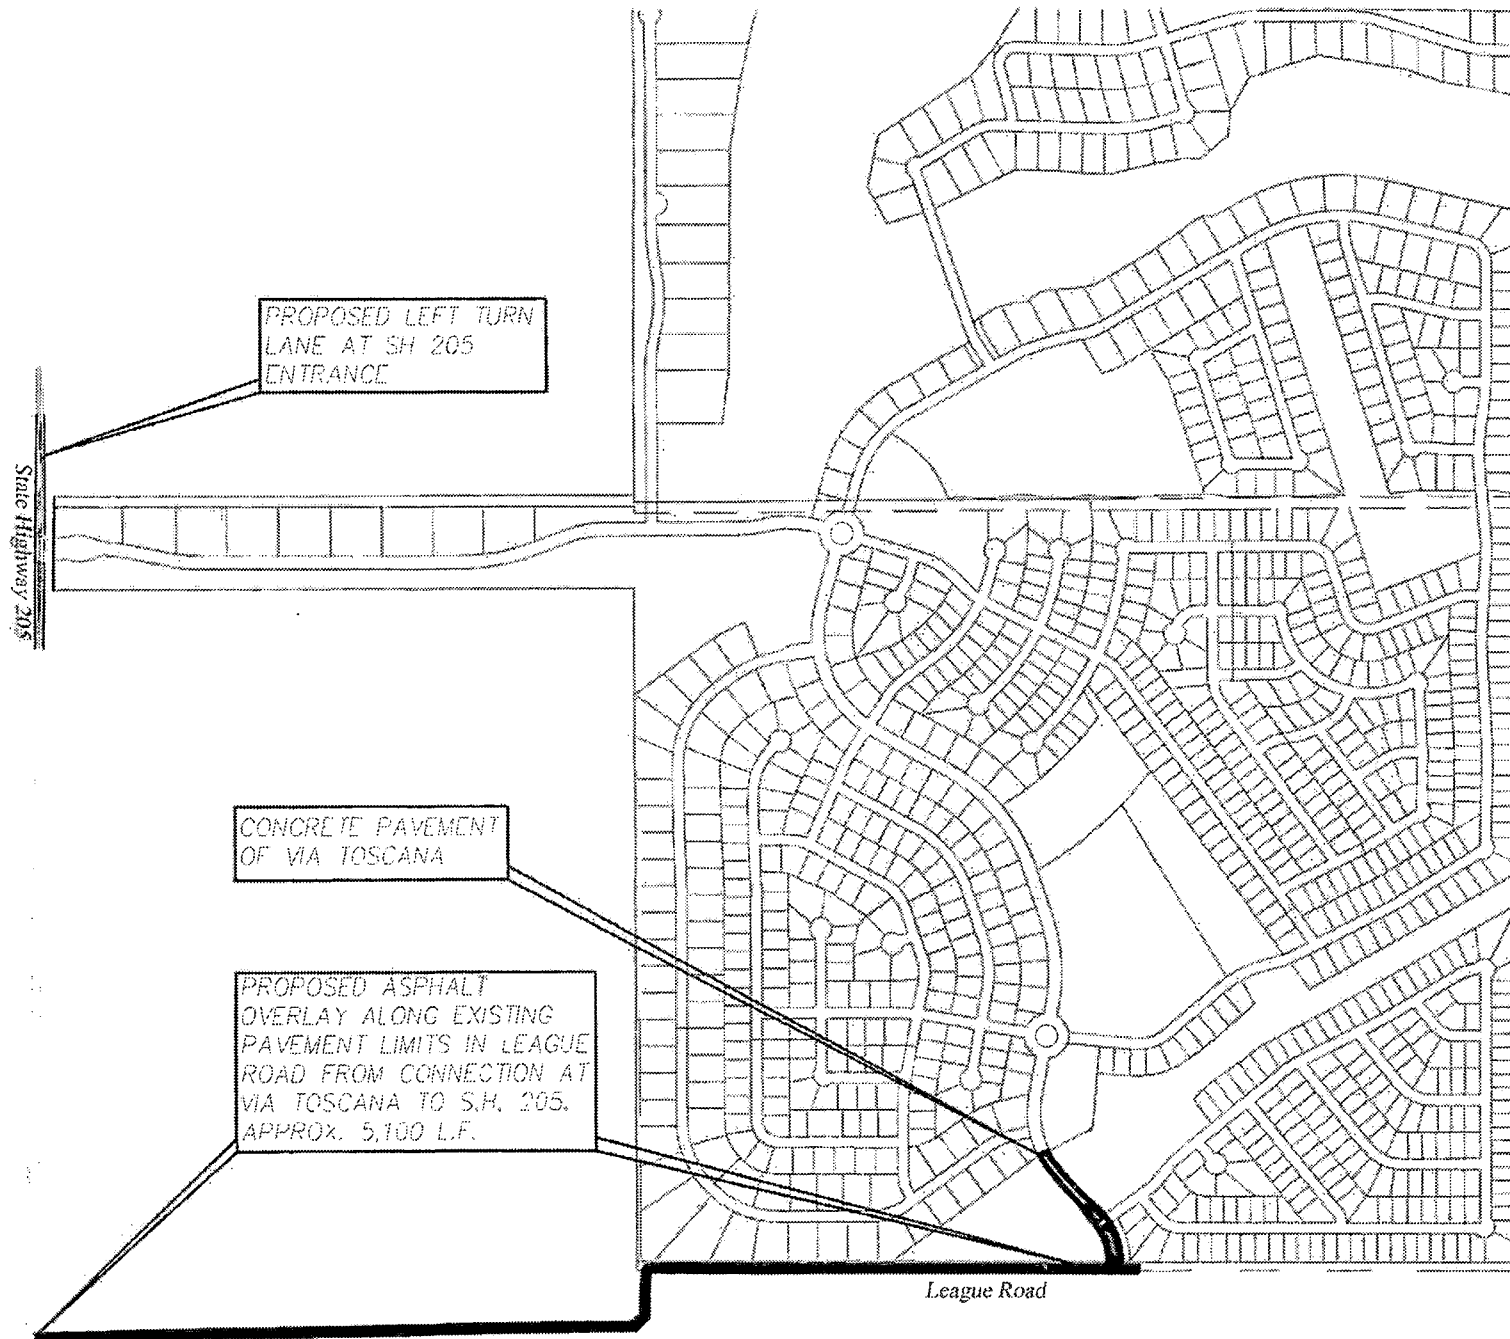 PROPOSED LEFT TURN
LANE AT SH 205
ENTRANCE
State Highway 205
CONCRETE PAVEMENT
OF VIA TOSCANA
PROPOSED ASPHALT
OVERLAY ALONG EXISTING
PAVEMENT LIMITS IN LEAGUE
ROAD FROM CONNECTION AT
VIA TOSCANA TO S.H. 205.
APPROX. 5,100 L.F.
League Road